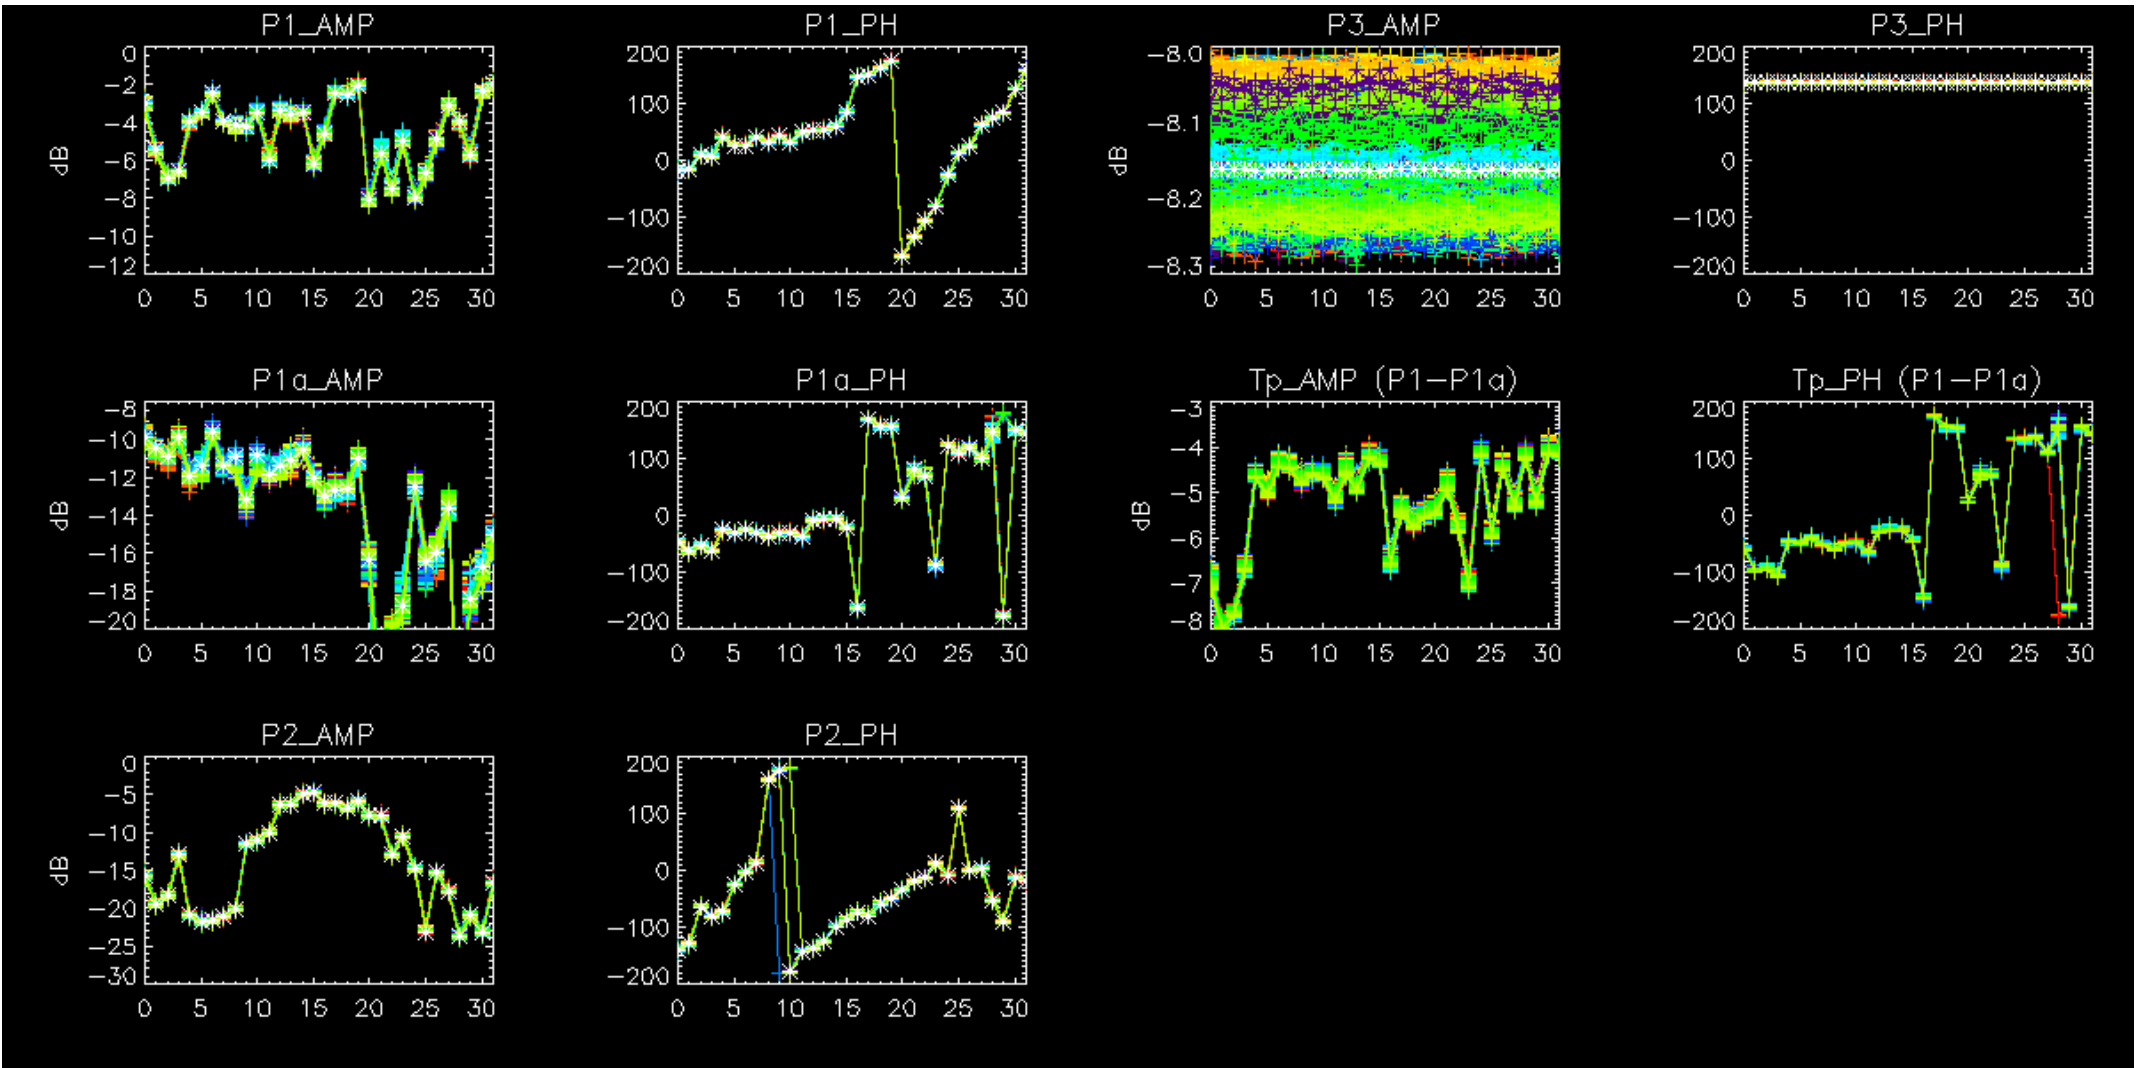 P1_AMP
0
−2
−4
−6
−8
−10
−12
dB
0 5 10 15 20 25 30
P1_PH
200
100
0
−100
−200
0 5 10 15 20 25 30
P3_AMP
−8.0
−8.1
−8.2
−8.3
dB
0 5 10 15 20 25 30
P3_PH
200
100
0
−100
−200
0 5 10 15 20 25 30
P1a_AMP
−8
−10
−12
−14
−16
−18
−20
dB
0 5 10 15 20 25 30
P1a_PH
200
100
0
−100
−200
0 5 10 15 20 25 30
Tp_AMP (P1−P1a)
−3
−4
−5
−6
−7
−8
dB
0 5 10 15 20 25 30
Tp_PH (P1−P1a)
200
100
0
−100
−200
0 5 10 15 20 25 30
P2_AMP
0
−5
−10
−15
−20
−25
−30
dB
0 5 10 15 20 25 30
P2_PH
200
100
0
−100
−200
0 5 10 15 20 25 30